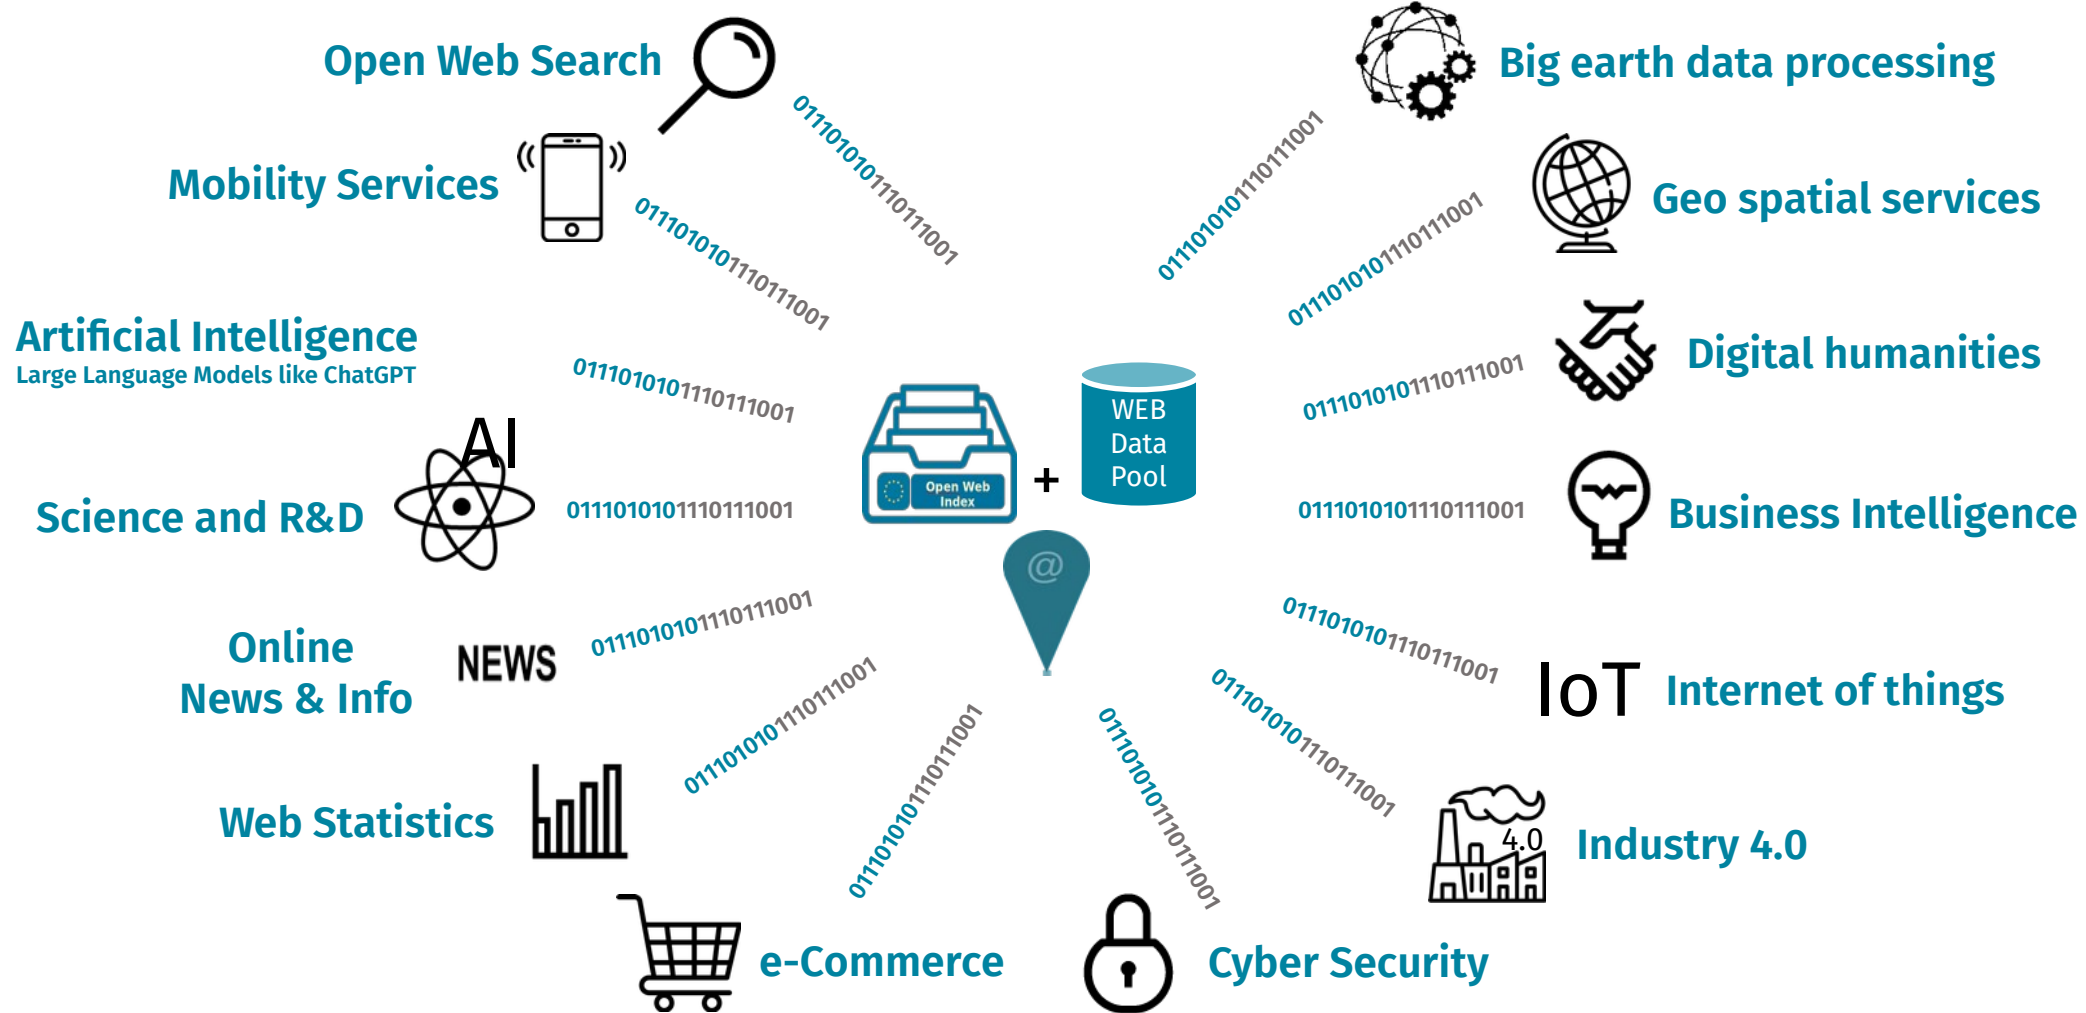 Open Web Search
Big earth data processing
0111010101110111001
0111010101110111001
Mobility Services
Geo spatial services
0111010101110111001
0111010101110111001
Artificial Intelligence
Large Language Models like ChatGPT
Digital humanities
0111010101110111001
0111010101110111001
AI
WEB
Data
Pool
Open Web
Index
+
Science and R&D
0111010101110111001
0111010101110111001
Business Intelligence
@
Online
News & Info
NEWS
0111010101110111001
0111010101110111001
IoT
Internet of things
0111010101110111001
0111010101110111001
Web Statistics
4.0
Industry 4.0
0111010101110111001
0111010101110111001
e-Commerce
Cyber Security